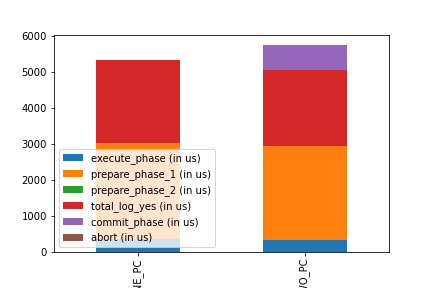 6000
5000
4000
3000
2000
1000
0
execute_phase (in us)
prepare_phase_1 (in us)
prepare_phase_2 (in us)
total_log_yes (in us)
commit_phase (in us)
abort (in us)
NE_PC
/O_PC